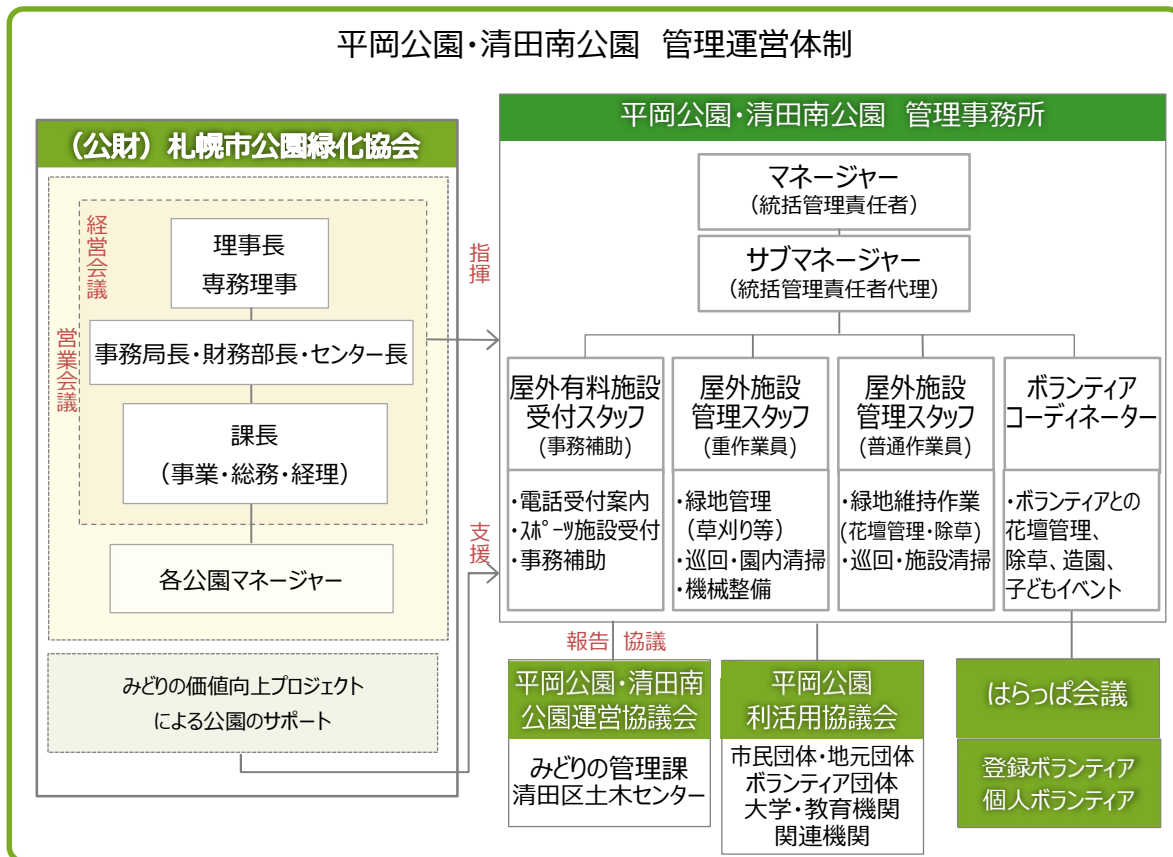 平岡公園・清田南公園 管理運営体制
（公財）札幌市公園緑化協会
経営会議
営業会議
理事長
専務理事
事務局長・財務部長・センター長
課長
（事業・総務・経理）
各公園マネージャー
みどりの価値向上プロジェクト
による公園のサポート
指揮
支援
平岡公園・清田南公園 管理事務所
マネージャー
（統括管理責任者）
サブマネージャー
（統括管理責任者代理）
屋外有料施設
受付スタッフ
（事務補助）
・電話受付案内
・ｽﾎﾟｰﾂ施設受付
・事務補助
屋外施設
管理スタッフ
（重作業員）
・緑地管理
（草刈り等）
・巡回・園内清掃
・機械整備
屋外施設
管理スタッフ
（普通作業員）
・緑地維持作業
（花壇管理・除草）
・巡回・施設清掃
ボランティア
コーディネーター
・ボランティアとの
花壇管理、
除草、造園、
子どもイベント
報告 協議
平岡公園・清田南
公園運営協議会
みどりの管理課
清田区土木センター
平岡公園
利活用協議会
市民団体・地元団体
ボランティア団体
大学・教育機関
関連機関
はらっぱ会議
登録ボランティア
個人ボランティア